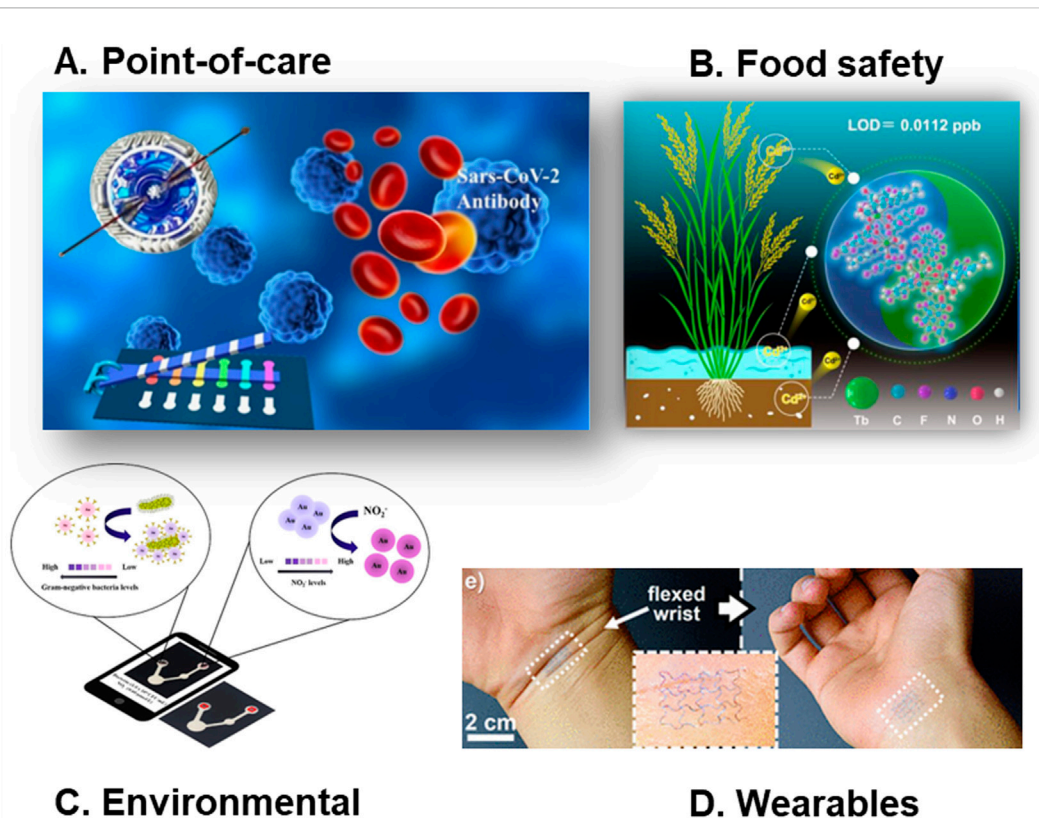 A. Point-of-care
B. Food safety
Sars-CoV-2
Antibody
LOD= 0.0112 ppb
Cd²⁺
Cd²⁺
Cd²⁺
Cd²⁺
Cd²⁺
Cd²⁺
Tb C F N O H
High Low
Gram-negative bacteria levels
Au
Au Au
Au
NO₂⁻
Au Au
Au Au
Low High
NO₂⁻ levels
e)
flexed
wrist
2 cm
C. Environmental
D. Wearables